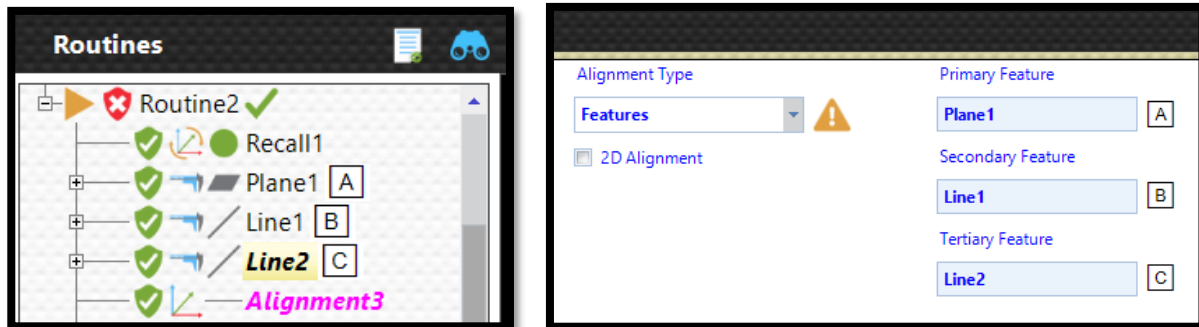 Routines
Routine2
Recall1
Plane1 A
Line1 B
Line2 C
Alignment3
Alignment Type
Features
2D Alignment
Primary Feature
Plane1 A
Secondary Feature
Line1 B
Tertiary Feature
Line2 C